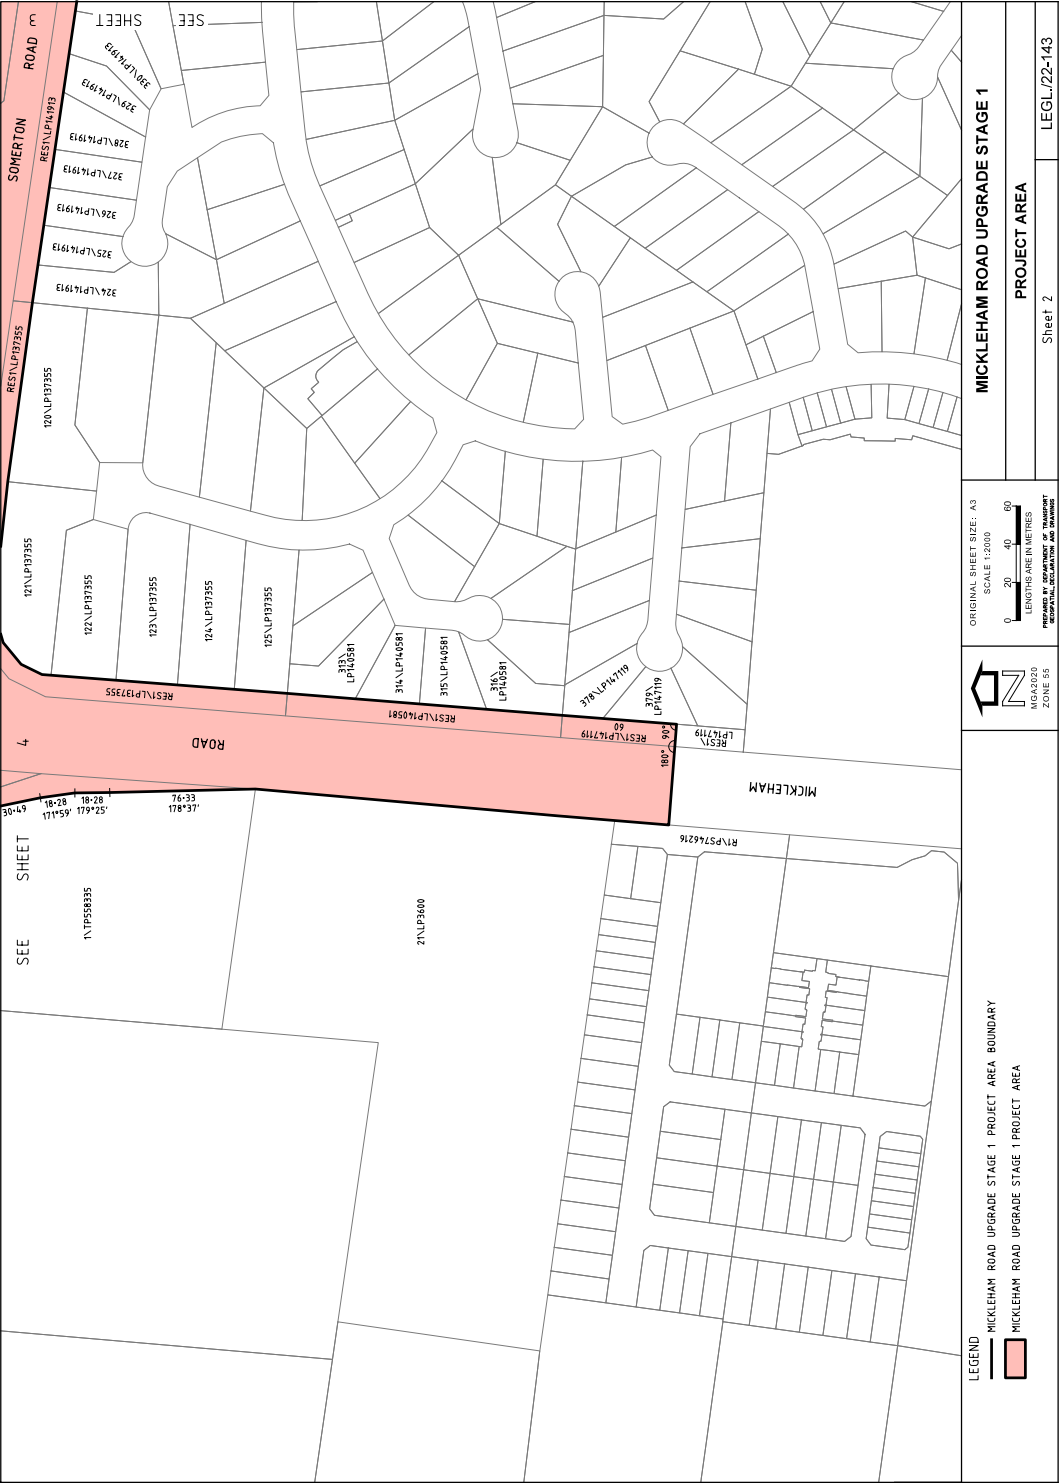 SEE SHEET 3
SOMERTON ROAD
RES1\LP141913
330\LP141913
329\LP141913
328\LP141913
327\LP141913
326\LP141913
325\LP141913
324\LP141913
RES1\LP137355
120\LP137355
121\LP137355
122\LP137355
123\LP137355
124\LP137355
125\LP137355
313\
LP140581
314\LP140581
315\LP140581
316\
LP140581
378\LP147119
379\
LP147119
RES1\LP137355
RES1\LP140581
RES1\LP147119
60
90°
180°
RES1\
LP147119
MICKLEHAM
ROAD
SEE SHEET 4
30·49
18·28
171°59'
18·28
179°25'
76·33
178°37'
1\TP558335
21\LP3600
R1\PS746216
LEGEND
MICKLEHAM ROAD UPGRADE STAGE 1 PROJECT AREA BOUNDARY
MICKLEHAM ROAD UPGRADE STAGE 1 PROJECT AREA
N
MGA2020
ZONE 55
ORIGINAL SHEET SIZE: A3
SCALE 1:2000
0 20 40 60
LENGTHS ARE IN METRES
PREPARED BY DEPARTMENT OF TRANSPORT
GEOSPATIAL, DECLARATION AND DRAWINGS
MICKLEHAM ROAD UPGRADE STAGE 1
PROJECT AREA
Sheet 2
LEGL./22-143